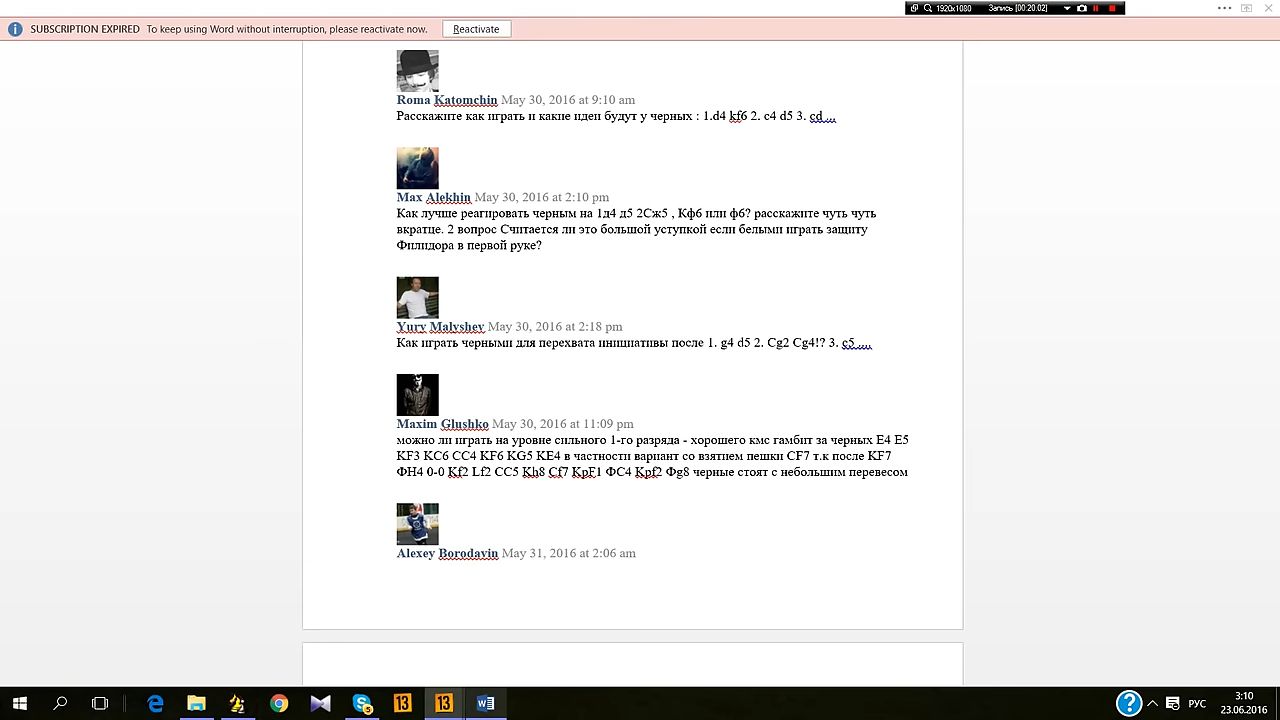 1920x1080 Запись [00:20:02]
SUBSCRIPTION EXPIRED To keep using Word without interruption, please reactivate now. Reactivate
Roma Katomchin May 30, 2016 at 9:10 am
Расскажите как играть и какие идеи будут у черных : 1.d4 kf6 2. c4 d5 3. cd ...
Max Alekhin May 30, 2016 at 2:10 pm
Как лучше реагировать черным на 1д4 д5 2Сж5 , Кф6 или ф6? расскажите чуть чуть
вкратце. 2 вопрос Считается ли это большой уступкой если белыми играть защиту
Филидора в первой руке?
Yury Malyshev May 30, 2016 at 2:18 pm
Как играть черными для перехвата инициативы после 1. g4 d5 2. Cg2 Cg4!? 3. c5 ....
Maxim Glushko May 30, 2016 at 11:09 pm
можно ли играть на уровне сильного 1-го разряда - хорошего кмс гамбит за черных E4 E5
KF3 KC6 CC4 KF6 KG5 KE4 в частности вариант со взятием пешки CF7 т.к после KF7
ФH4 0-0 Kf2 Lf2 CC5 Kh8 Cf7 KpF1 ФC4 Kpf2 Фg8 черные стоят с небольшим перевесом
Alexey Borodavin May 31, 2016 at 2:06 am
13 13 РУС 3:10
23.06.2016